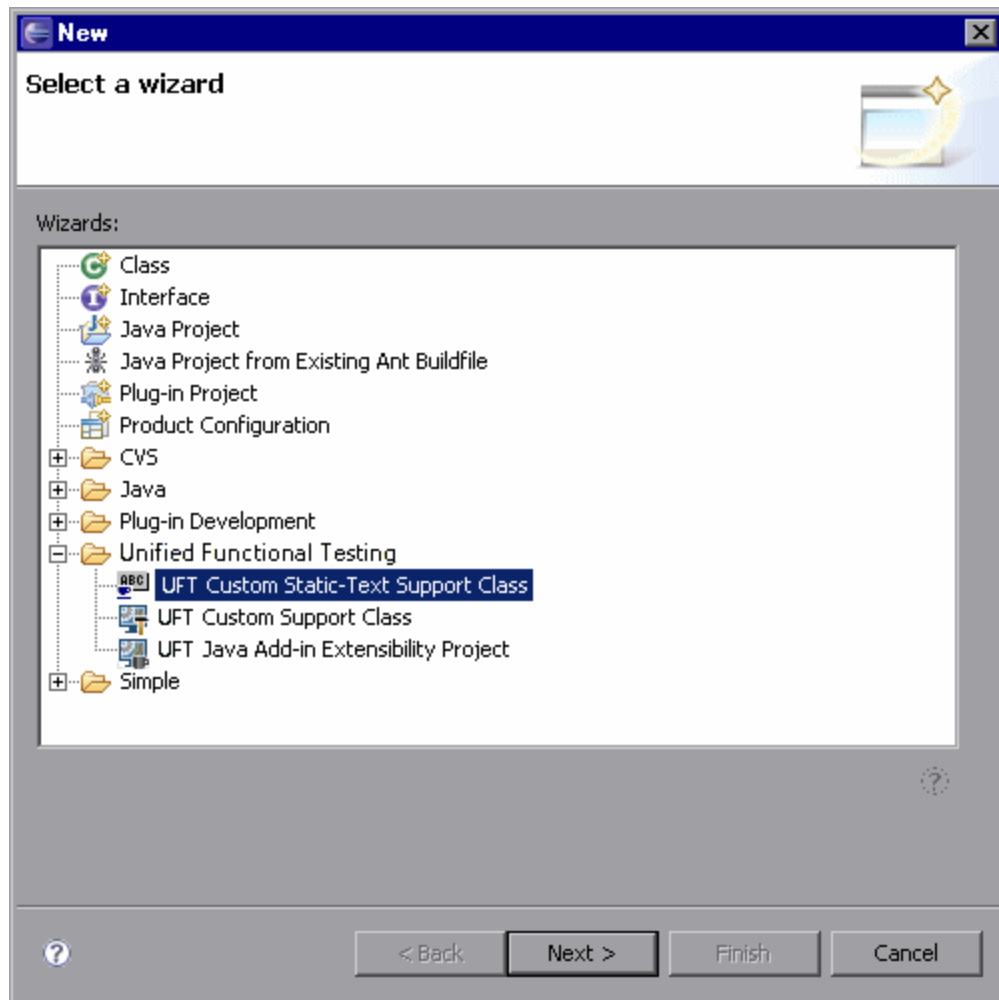 New
Select a wizard
Wizards:
Class
Interface
Java Project
Java Project from Existing Ant Buildfile
Plug-in Project
Product Configuration
CVS
Java
Plug-in Development
Unified Functional Testing
ABC UFT Custom Static-Text Support Class
UFT Custom Support Class
UFT Java Add-in Extensibility Project
Simple
< Back Next > Finish Cancel